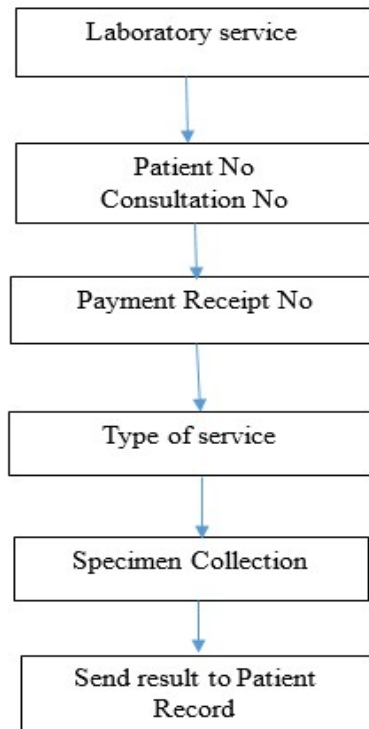 Laboratory service
Patient No
Consultation No
Payment Receipt No
Type of service
Specimen Collection
Send result to Patient
Record